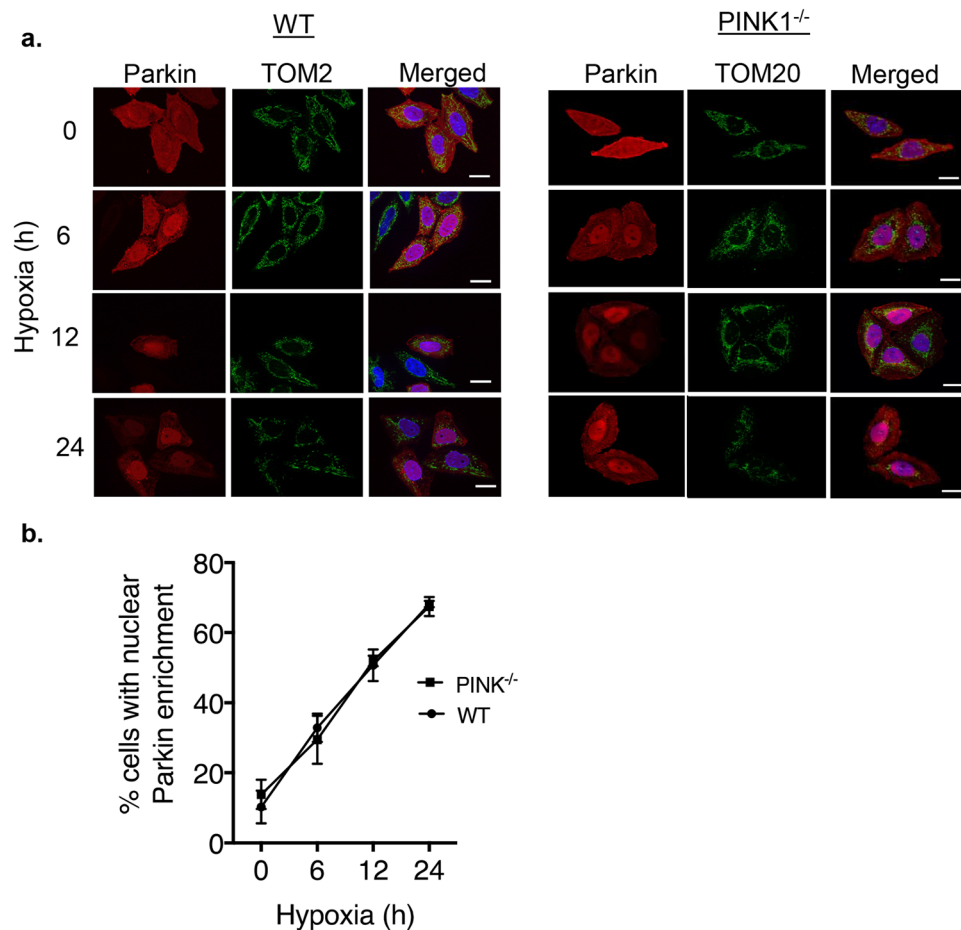 a.
WT
PINK1-/-
Parkin TOM2 Merged
Parkin TOM20 Merged
Hypoxia (h)
0
6
12
24
b.
% cells with nuclear
Parkin enrichment
80
60
40
20
0
0 6 12 24
Hypoxia (h)
PINK-/-
WT